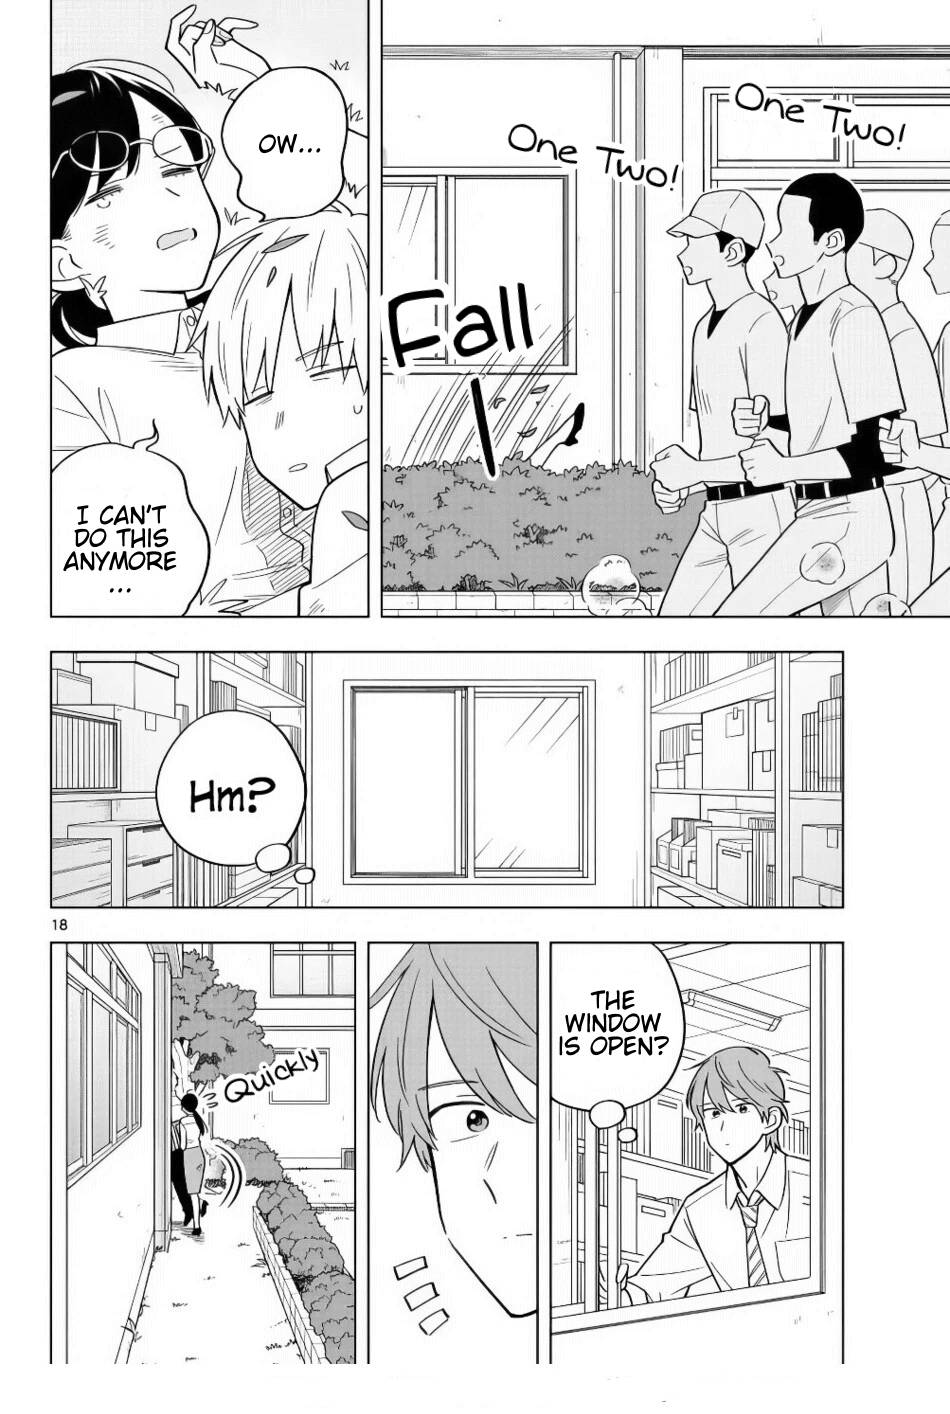 One Two!
One Two!
Fall
OW...
I CAN'T
DO THIS
ANYMORE
...
Hm?
18
THE
WINDOW
IS OPEN?
Quickly